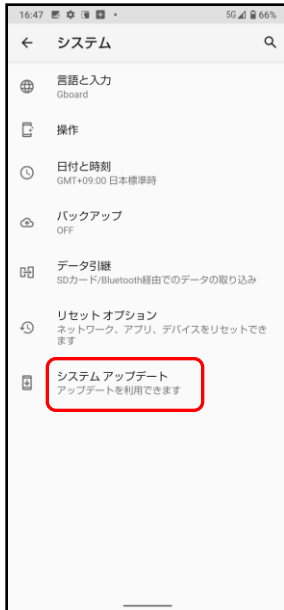 16:47 5G 66%
システム
言語と入力
Gboard
操作
日付と時刻
GMT+09:00 日本標準時
バックアップ
OFF
データ引継
SDカード/Bluetooth経由でのデータの取り込み
リセット オプション
ネットワーク、アプリ、デバイスをリセットでき
ます
システム アップデート
アップデートを利用できます